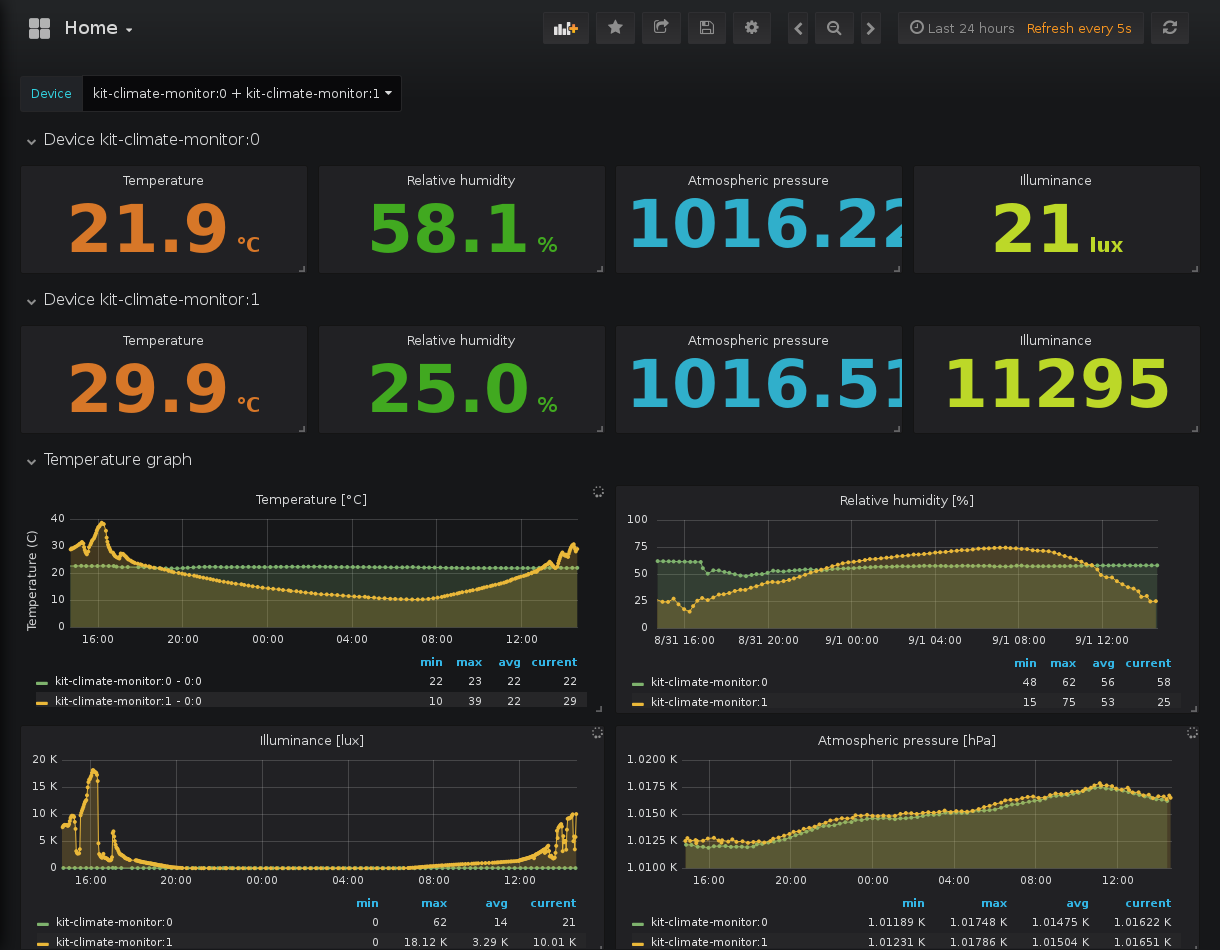 Home
Last 24 hours Refresh every 5s
Device kit-climate-monitor:0 + kit-climate-monitor:1
Device kit-climate-monitor:0
Temperature Relative humidity Atmospheric pressure Illuminance
21.9 °C 58.1 % 1016.22 21 lux
Device kit-climate-monitor:1
Temperature Relative humidity Atmospheric pressure Illuminance
29.9 °C 25.0 % 1016.51 11295
Temperature graph
Temperature [°C]
Temperature (C)
40
30
20
10
0
16:00 20:00 00:00 04:00 08:00 12:00
min max avg current
kit-climate-monitor:0 - 0:0 22 23 22 22
kit-climate-monitor:1 - 0:0 10 39 22 29
Relative humidity [%]
100
75
50
25
0
8/31 16:00 8/31 20:00 9/1 00:00 9/1 04:00 9/1 08:00 9/1 12:00
min max avg current
kit-climate-monitor:0 48 62 56 58
kit-climate-monitor:1 15 75 53 25
Illuminance [lux]
20 K
15 K
10 K
5 K
0
16:00 20:00 00:00 04:00 08:00 12:00
min max avg current
kit-climate-monitor:0 0 62 14 21
kit-climate-monitor:1 0 18.12 K 3.29 K 10.01 K
Atmospheric pressure [hPa]
1.0200 K
1.0175 K
1.0150 K
1.0125 K
1.0100 K
16:00 20:00 00:00 04:00 08:00 12:00
min max avg current
kit-climate-monitor:0 1.01189 K 1.01748 K 1.01475 K 1.01622 K
kit-climate-monitor:1 1.01231 K 1.01786 K 1.01504 K 1.01651 K